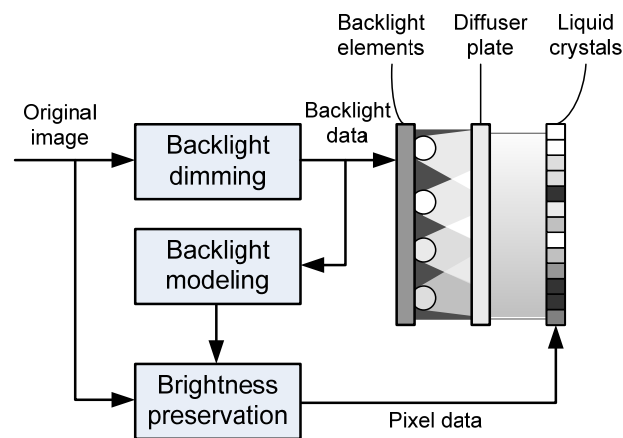 Backlight
elements
Diffuser
plate
Liquid
crystals
Original
image
Backlight
data
Backlight
dimming
Backlight
modeling
Brightness
preservation
Pixel data